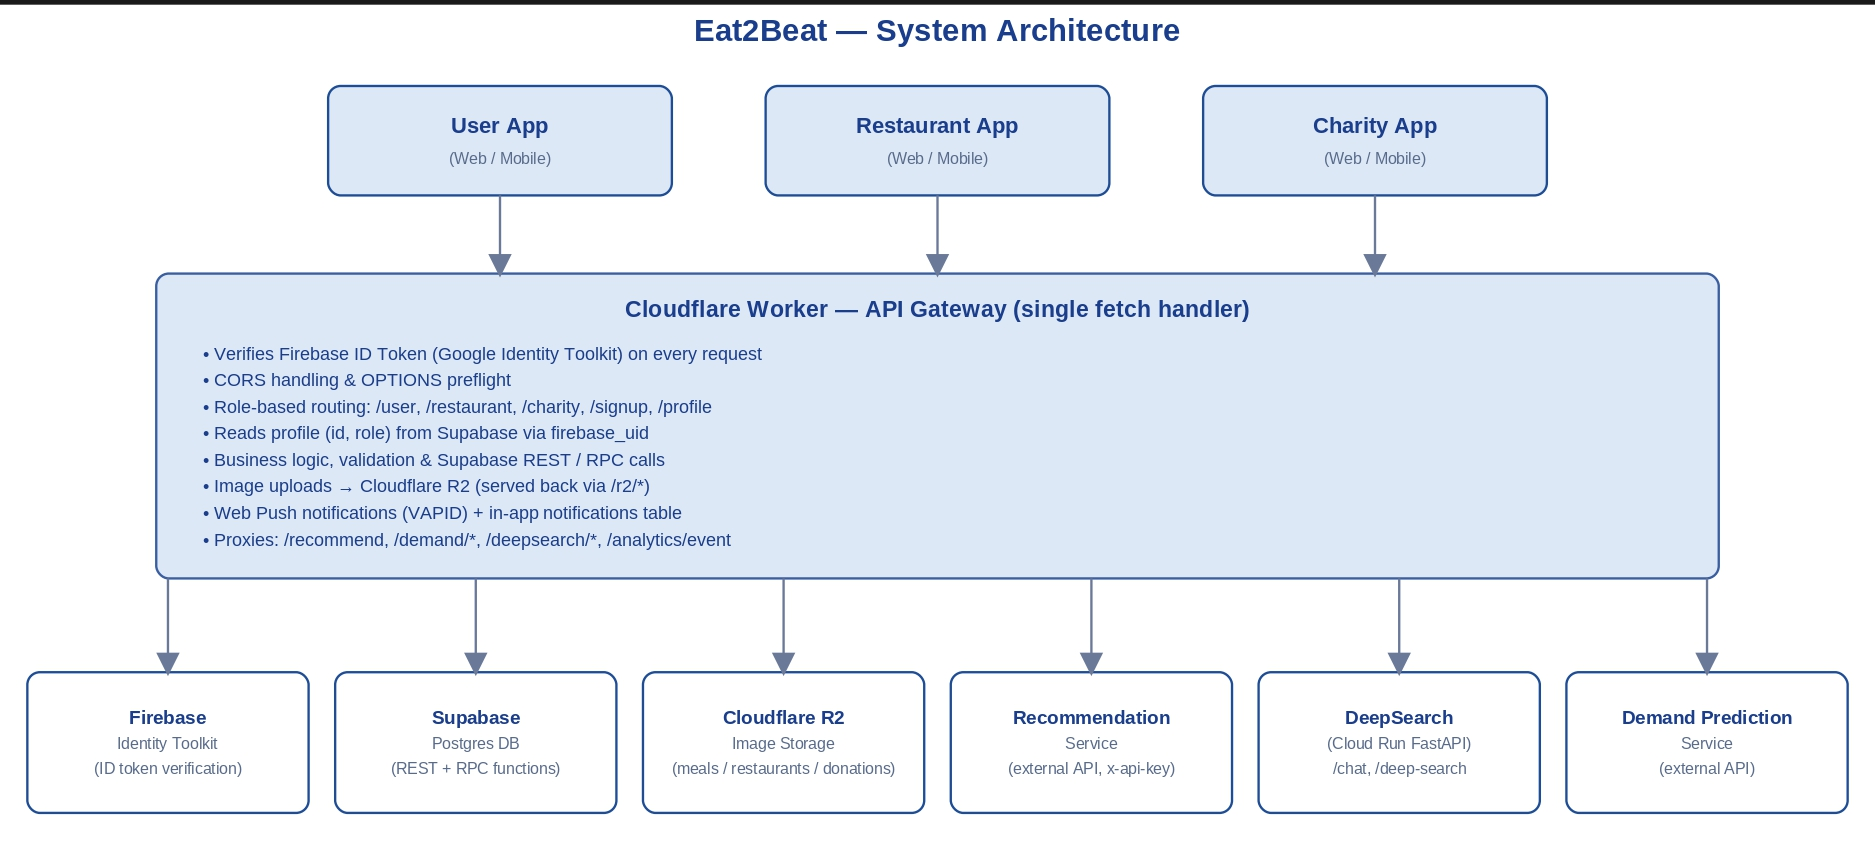 Eat2Beat — System Architecture
User App
(Web / Mobile)
Restaurant App
(Web / Mobile)
Charity App
(Web / Mobile)
Cloudflare Worker — API Gateway (single fetch handler)
• Verifies Firebase ID Token (Google Identity Toolkit) on every request
• CORS handling & OPTIONS preflight
• Role-based routing: /user, /restaurant, /charity, /signup, /profile
• Reads profile (id, role) from Supabase via firebase_uid
• Business logic, validation & Supabase REST / RPC calls
• Image uploads → Cloudflare R2 (served back via /r2/*)
• Web Push notifications (VAPID) + in-app notifications table
• Proxies: /recommend, /demand/*, /deepsearch/*, /analytics/event
Firebase
Identity Toolkit
(ID token verification)
Supabase
Postgres DB
(REST + RPC functions)
Cloudflare R2
Image Storage
(meals / restaurants / donations)
Recommendation
Service
(external API, x-api-key)
DeepSearch
(Cloud Run FastAPI)
/chat, /deep-search
Demand Prediction
Service
(external API)